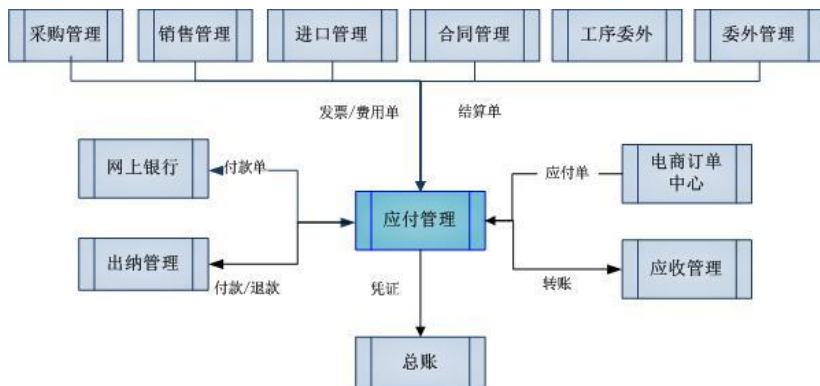 采购管理
销售管理
进口管理
合同管理
工序委外
委外管理
发票/费用单
结算单
网上银行
付款单
应付单
电商订单
中心
应付管理
出纳管理
付款/退款
凭证
转账
应收管理
总账